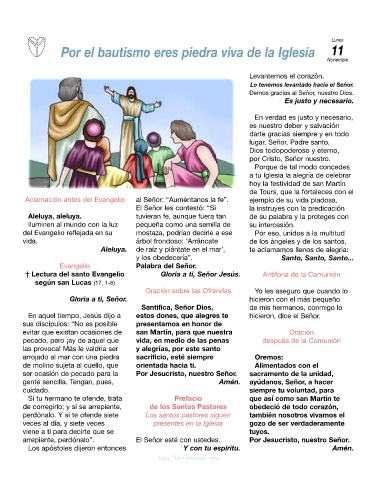 Lunes
11
Noviembre
Por el bautismo eres piedra viva de la Iglesia
Aclamación antes del Evangelio
Aleluya, aleluya.
Iluminen al mundo con la luz
del Evangelio reflejada en su
vida.
Aleluya.
Evangelio
† Lectura del santo Evangelio
según san Lucas (17, 1-6)
Gloria a ti, Señor.
En aquel tiempo, Jesús dijo a
sus discípulos: “No es posible
evitar que existan ocasiones de
pecado, pero ¡ay de aquel que
las provoca! Más le valdría ser
arrojado al mar con una piedra
de molino sujeta al cuello, que
ser ocasión de pecado para la
gente sencilla. Tengan, pues,
cuidado.
Si tu hermano te ofende, trata
de corregirlo; y si se arrepiente,
perdónalo. Y si te ofende siete
veces al día, y siete veces
viene a ti para decirte que se
arrepiente, perdónalo”.
Los apóstoles dijeron entonces
al Señor: “Auméntanos la fe”.
El Señor les contestó: “Si
tuvieran fe, aunque fuera tan
pequeña como una semilla de
mostaza, podrían decirle a ese
árbol frondoso: ‘Arráncate
de raíz y plántate en el mar’,
y los obedecería”.
Palabra del Señor.
Gloria a ti, Señor Jesús.
Oración sobre las Ofrendas
Santifica, Señor Dios,
estos dones, que alegres te
presentamos en honor de
san Martín, para que nuestra
vida, en medio de las penas
y alegrías, por este santo
sacrificio, esté siempre
orientada hacia ti.
Por Jesucristo, nuestro Señor.
Amén.
Prefacio
de los Santos Pastores
Los santos pastores siguen
presentes en la Iglesia
El Señor esté con ustedes.
Y con tu espíritu.
Levantemos el corazón.
Lo tenemos levantado hacia el Señor.
Demos gracias al Señor, nuestro Dios.
Es justo y necesario.
En verdad es justo y necesario,
es nuestro deber y salvación
darte gracias siempre y en todo
lugar, Señor, Padre santo,
Dios todopoderoso y eterno,
por Cristo, Señor nuestro.
Porque de tal modo concedes
a tu Iglesia la alegría de celebrar
hoy la festividad de san Martín
de Tours, que la fortaleces con el
ejemplo de su vida piadosa,
la instruyes con la predicación
de su palabra y la proteges con
su intercesión.
Por eso, unidos a la multitud
de los ángeles y de los santos,
te aclamamos llenos de alegría:
Santo, Santo, Santo...
Antífona de la Comunión
Yo les aseguro que cuando lo
hicieron con el más pequeño
de mis hermanos, conmigo lo
hicieron, dice el Señor.
Oración
después de la Comunión
Oremos:
Alimentados con el
sacramento de la unidad,
ayúdanos, Señor, a hacer
siempre tu voluntad, para
que así como san Martín te
obedeció de todo corazón,
también nosotros vivamos el
gozo de ser verdaderamente
tuyos.
Por Jesucristo, nuestro Señor.
Amén.